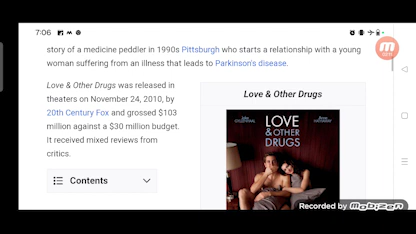 7:06
story of a medicine peddler in 1990s Pittsburgh who starts a relationship with a young
woman suffering from an illness that leads to Parkinson's disease.
Love & Other Drugs was released in
theaters on November 24, 2010, by
20th Century Fox and grossed $103
million against a $30 million budget.
It received mixed reviews from
critics.
Contents
Love & Other Drugs
LOVE
& OTHER
DRUGS
Recorded by MOBIZEN